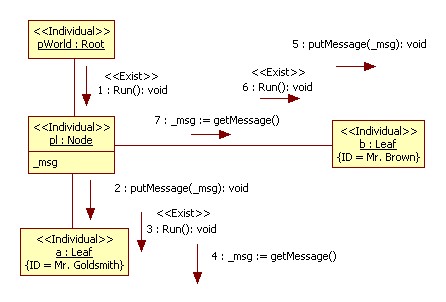 <<Individual>>
pWorld : Root
5 : putMessage(_msg): void
<<Exist>>
1 : Run(): void
<<Exist>>
6 : Run(): void
7 : _msg := getMessage()
<<Individual>>
pl : Node
_msg
<<Individual>>
b : Leaf
{ID = Mr. Brown}
2 : putMessage(_msg): void
<<Exist>>
3 : Run(): void
<<Individual>>
a : Leaf
{ID = Mr. Goldsmith}
4 : _msg := getMessage()